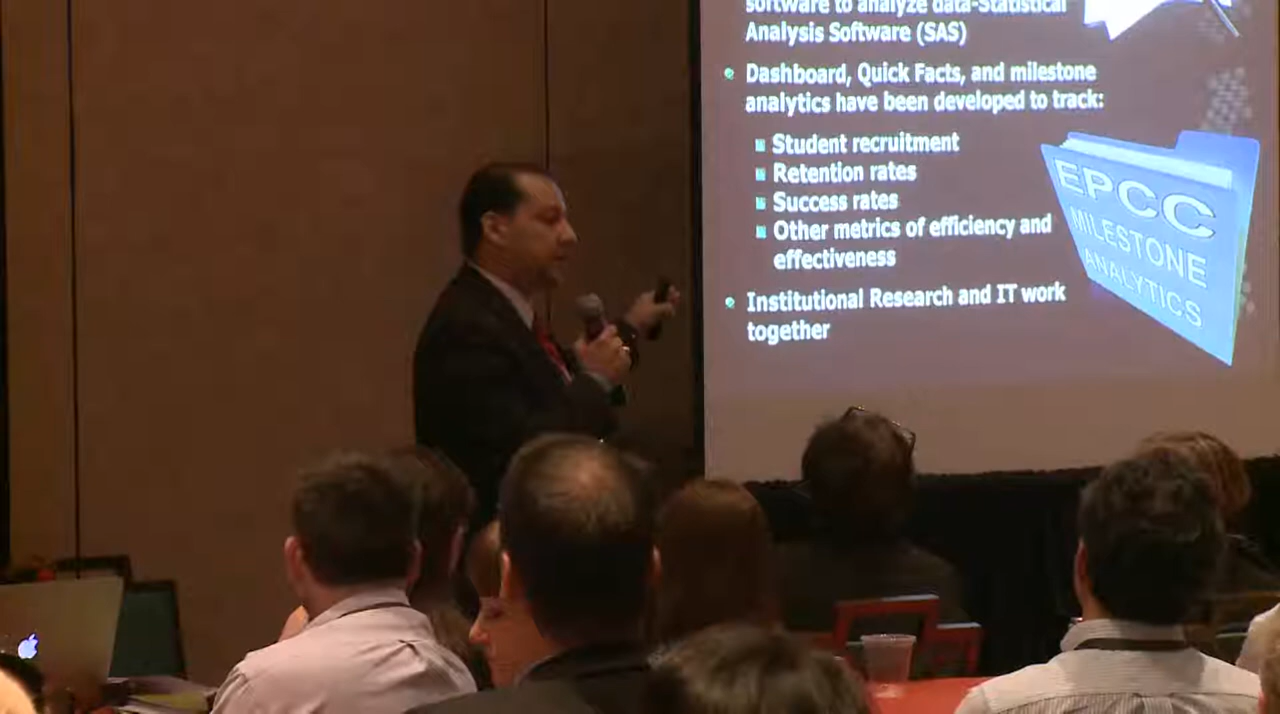 software to analyze data-Statistical
Analysis Software (SAS)
Dashboard, Quick Facts, and milestone
analytics have been developed to track:
Student recruitment
Retention rates
Success rates
Other metrics of efficiency and
effectiveness
Institutional Research and IT work
together
EPCC
MILESTONE
ANALYTICS